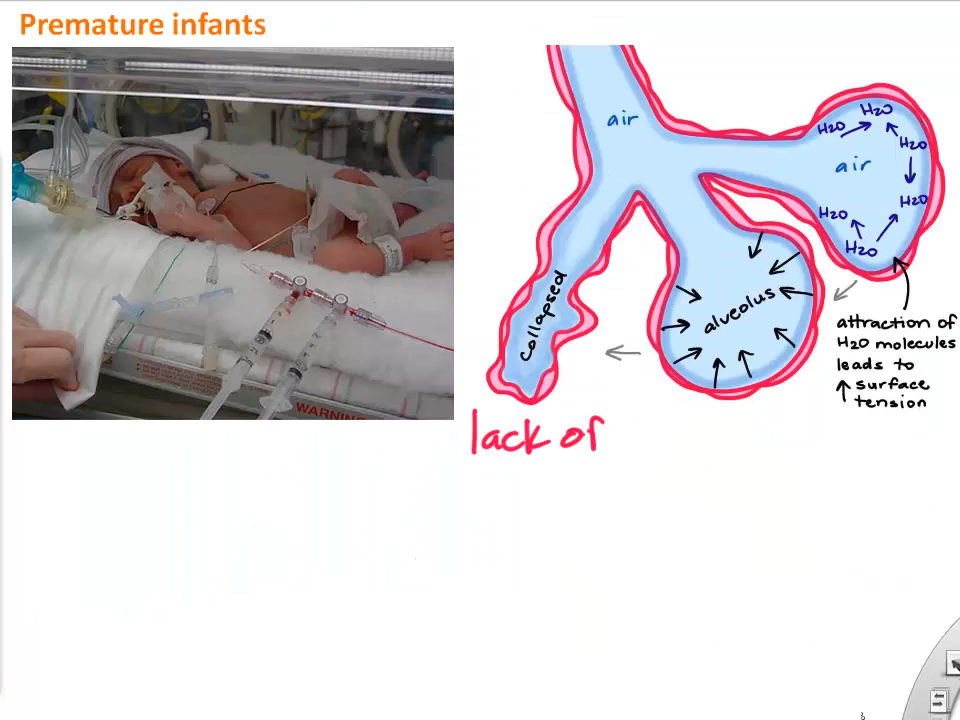 Premature infants
air
H2O
H2O
H2O
air
H2O
H2O
H2O
collapsed
alveolus
attraction of
H2O molecules
leads to
↑ surface
tension
WARNING
lack of